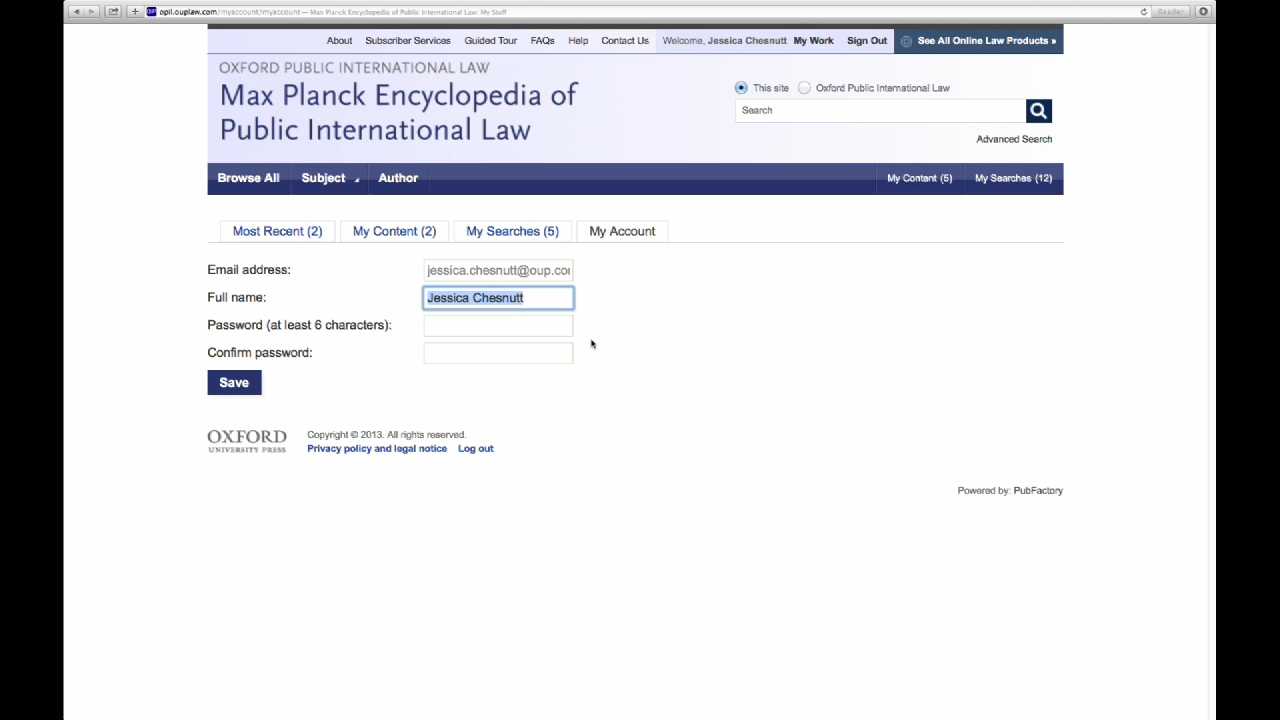 opil.ouplaw.com/myaccount/myaccount — Max Planck Encyclopedia of Public International Law: My Stuff
Reader
About Subscriber Services Guided Tour FAQs Help Contact Us Welcome, Jessica Chesnutt My Work Sign Out See All Online Law Products »
OXFORD PUBLIC INTERNATIONAL LAW
Max Planck Encyclopedia of
Public International Law
This site Oxford Public International Law
Search
Advanced Search
Browse All Subject Author My Content (5) My Searches (12)
Most Recent (2) My Content (2) My Searches (5) My Account
Email address: jessica.chesnutt@oup.co
Full name: Jessica Chesnutt
Password (at least 6 characters):
Confirm password:
Save
OXFORD
UNIVERSITY PRESS
Copyright © 2013. All rights reserved.
Privacy policy and legal notice Log out
Powered by: PubFactory